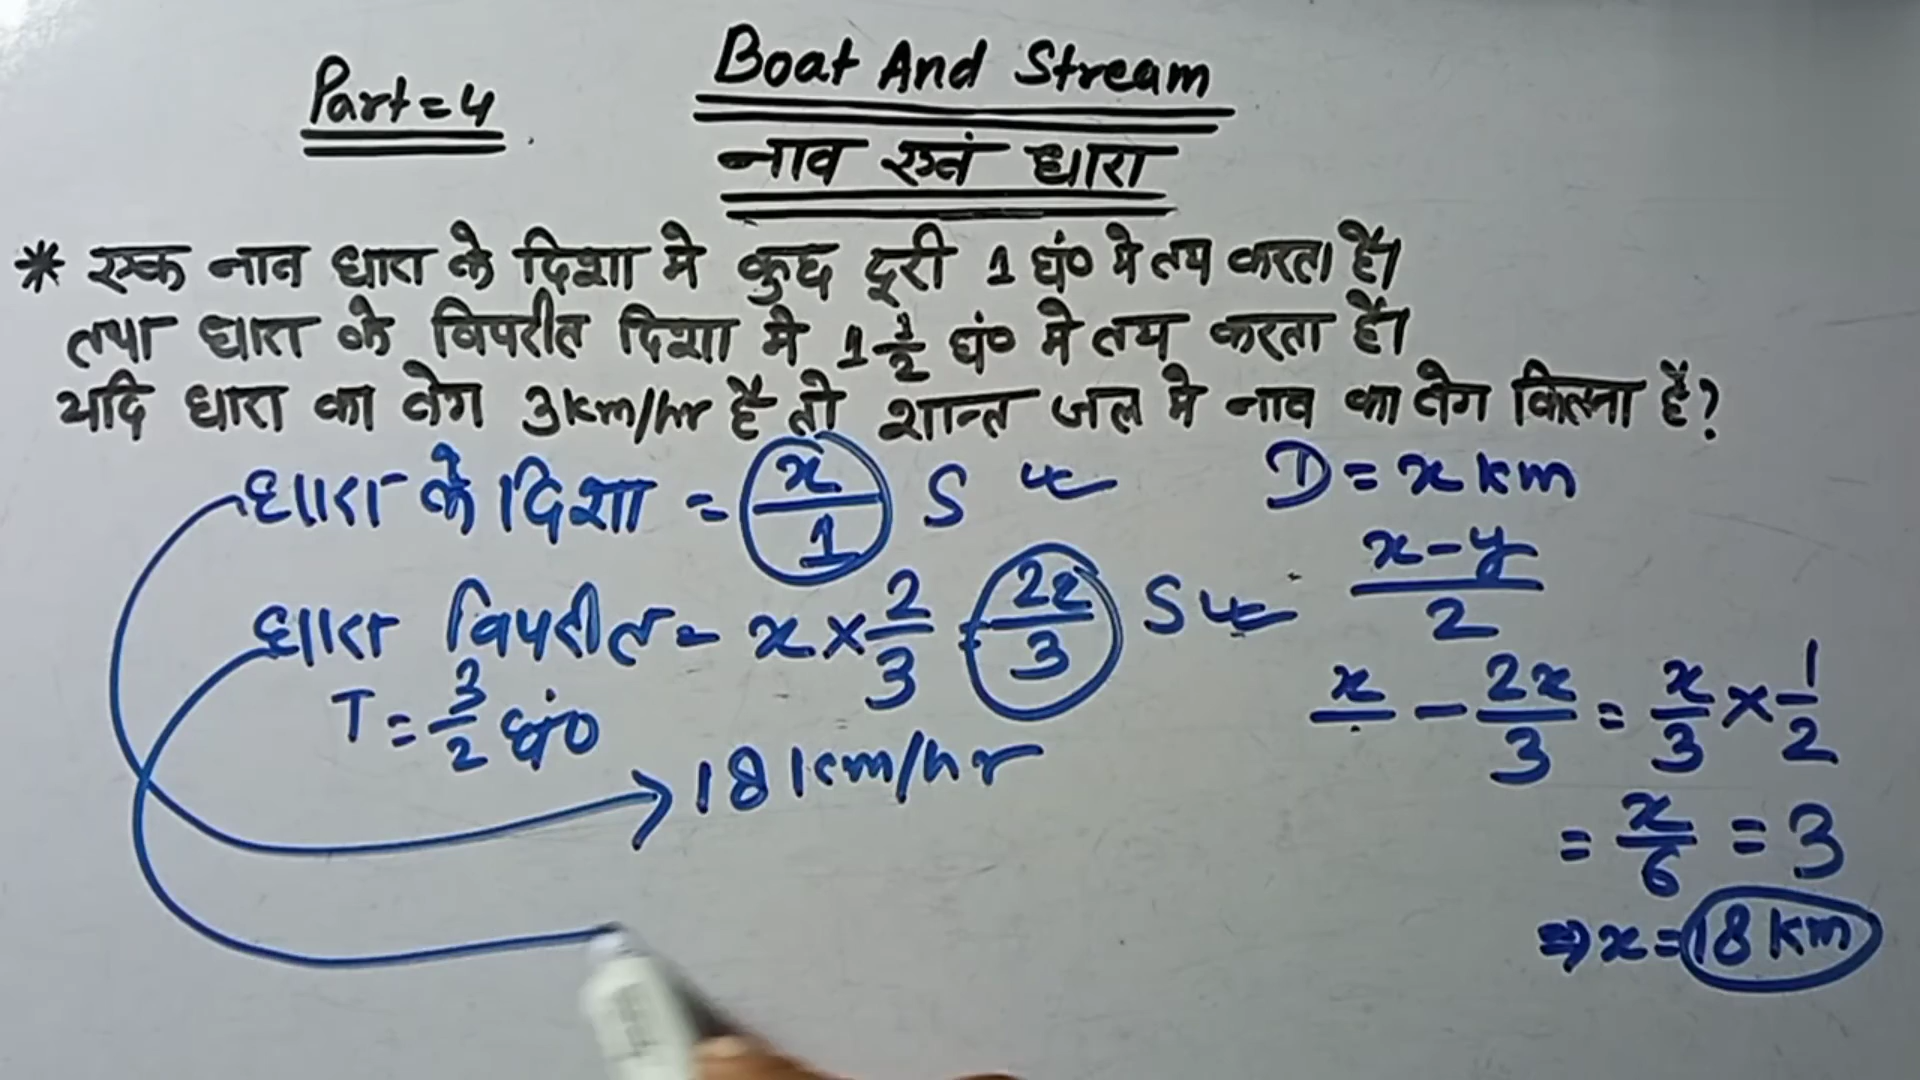 Part=4
Boat And Stream
नाव एवं धारा
* एक नाव धारा के दिशा मे कुछ दूरी 1 घं० मे तय करता है।
तथा धारा के विपरीत दिशा मे 1 1/2 घं० मे तय करता है।
यदि धारा का वेग 3km/hr है तो शान्त जल मे नाव का वेग कितना है?
धारा के दिशा = x/1 S
D = x km
धारा विपरीत = x × 2/3 = 2x/3 S
x-y/2
T = 3/2 घं०
x - 2x/3 = x/3 × 1/2
18 km/hr
= x/6 = 3
⇒ x = 18 km